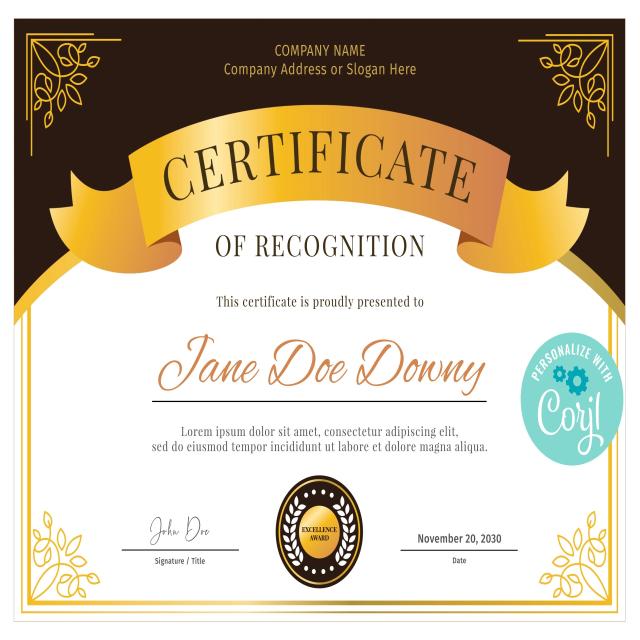 COMPANY NAME
Company Address or Slogan Here
CERTIFICATE
OF RECOGNITION
This certificate is proudly presented to
Jane Doe Downy
PERSONALIZE WITH
Corjl
Lorem ipsum dolor sit amet, consectetur adipiscing elit,
sed do eiusmod tempor incididunt ut labore et dolore magna aliqua.
John Doe
Signature / Title
EXCELLENCE
AWARD
November 20, 2030
Date